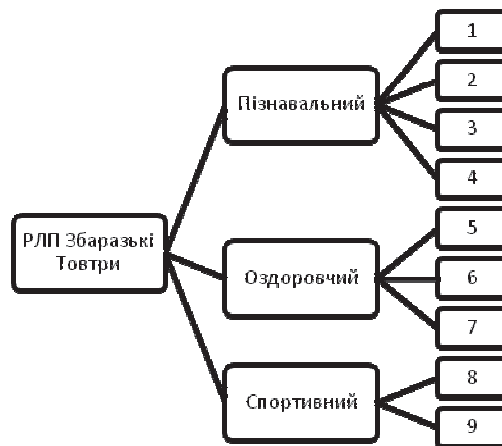 РЛП Збаразькі
Товтри
Пізнавальний
Оздоровчий
Спортивний
1
2
3
4
5
6
7
8
9